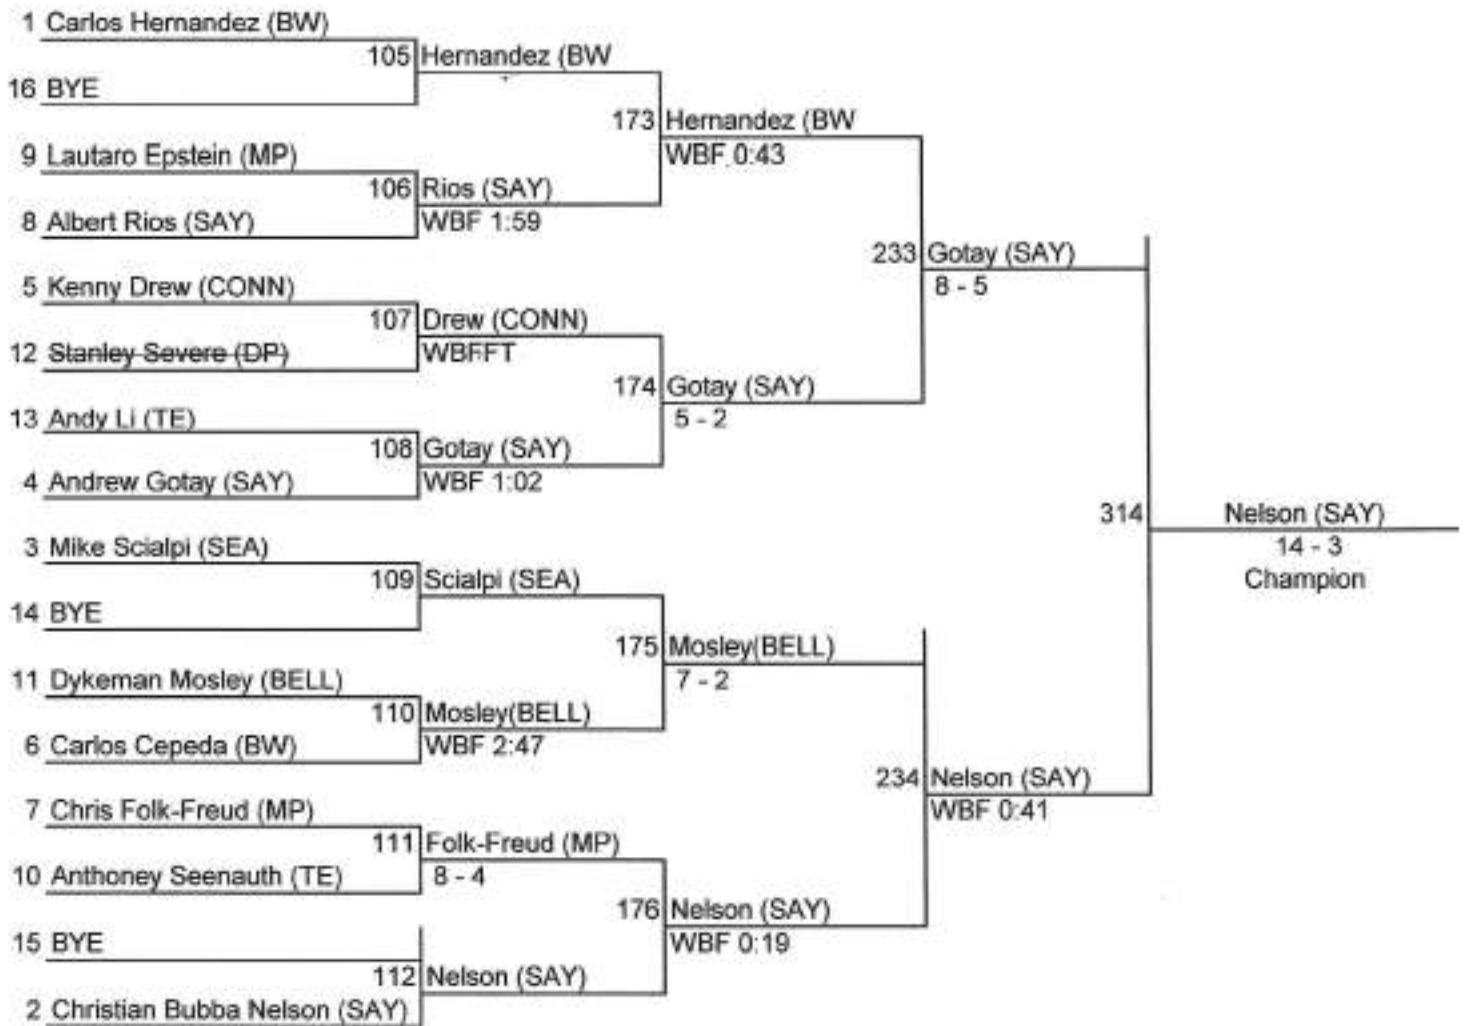 1 Carlos Hernandez (BW)
105 Hernandez (BW
16 BYE
173 Hernandez (BW
WBF 0:43
9 Lautaro Epstein (MP)
106 Rios (SAY)
WBF 1:59
8 Albert Rios (SAY)
233 Gotay (SAY)
8 - 5
5 Kenny Drew (CONN)
107 Drew (CONN)
WBFFT
12 Stanley Severe (DP)
174 Gotay (SAY)
5 - 2
13 Andy Li (TE)
108 Gotay (SAY)
WBF 1:02
4 Andrew Gotay (SAY)
314 Nelson (SAY)
14 - 3
Champion
3 Mike Scialpi (SEA)
109 Scialpi (SEA)
14 BYE
175 Mosley(BELL)
7 - 2
11 Dykeman Mosley (BELL)
110 Mosley(BELL)
WBF 2:47
6 Carlos Cepeda (BW)
234 Nelson (SAY)
WBF 0:41
7 Chris Folk-Freud (MP)
111 Folk-Freud (MP)
8 - 4
10 Anthoney Seenauth (TE)
176 Nelson (SAY)
WBF 0:19
15 BYE
112 Nelson (SAY)
2 Christian Bubba Nelson (SAY)